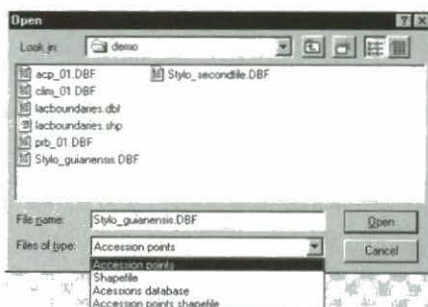 Open
Look in: demo
acp_01.DBF Stylo_secondfile.DBF
clim_01.DBF
lacboundaries.dbf
lacboundaries.shp
prb_01.DBF
Stylo_guianensis.DBF
File name: Stylo_guianensis.DBF Open
Files of type: Accession points Cancel
Accession points
Shapefile
Acessions database
Accession points shapefile